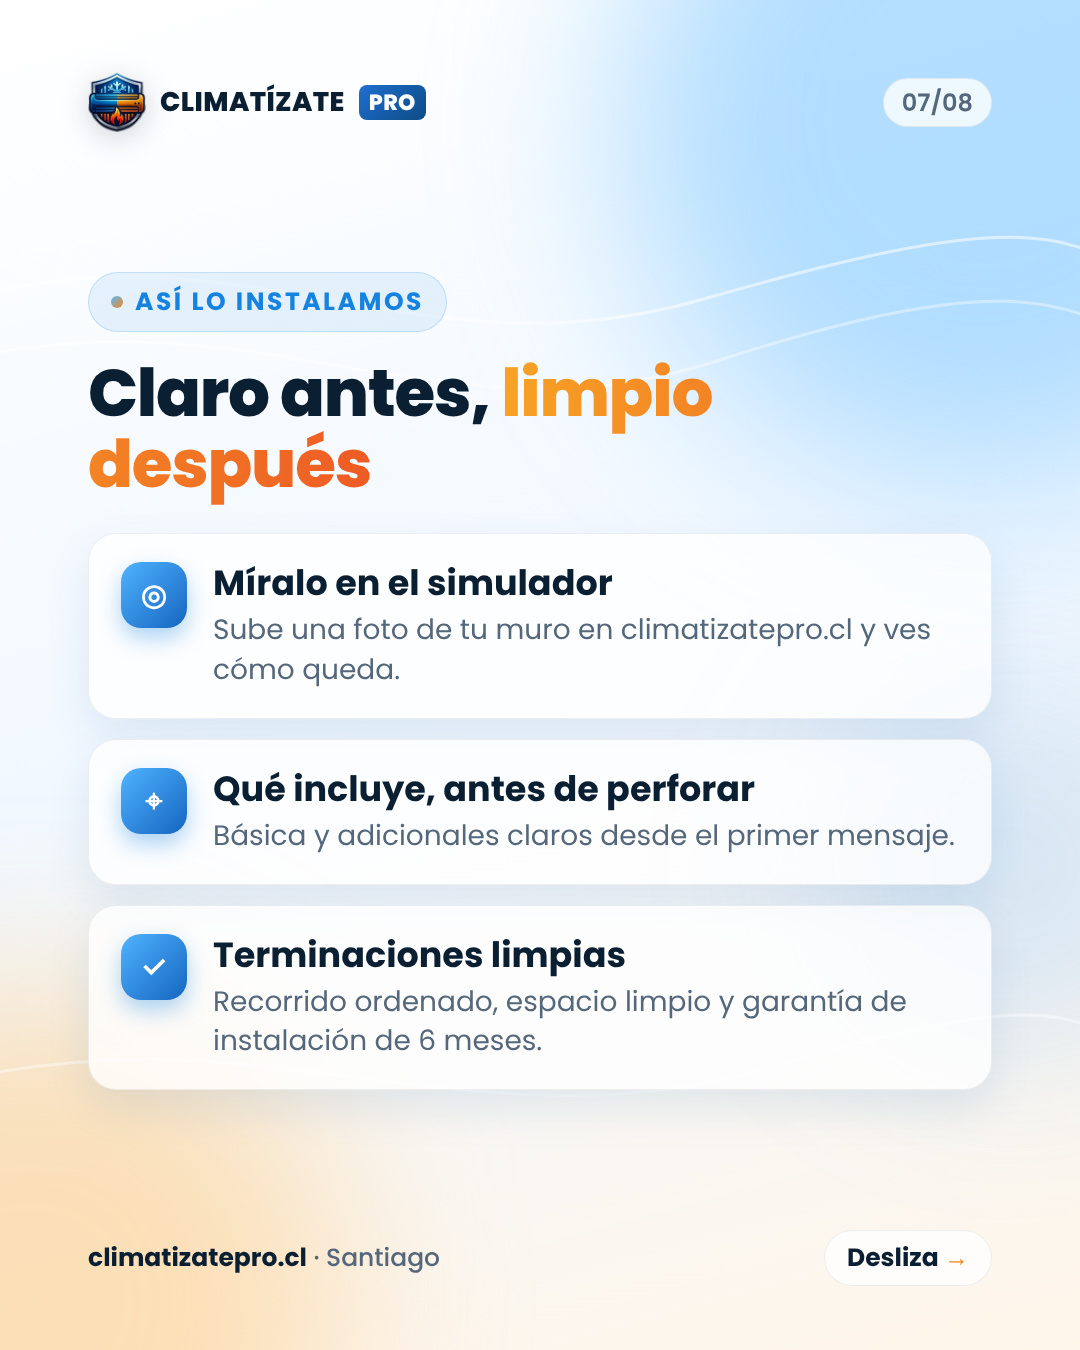 CLIMATÍZATE PRO
07/08
ASÍ LO INSTALAMOS
Claro antes, limpio
después
Míralo en el simulador
Sube una foto de tu muro en climatizatepro.cl y ves
cómo queda.
Qué incluye, antes de perforar
Básica y adicionales claros desde el primer mensaje.
Terminaciones limpias
Recorrido ordenado, espacio limpio y garantía de
instalación de 6 meses.
climatizatepro.cl · Santiago
Desliza →